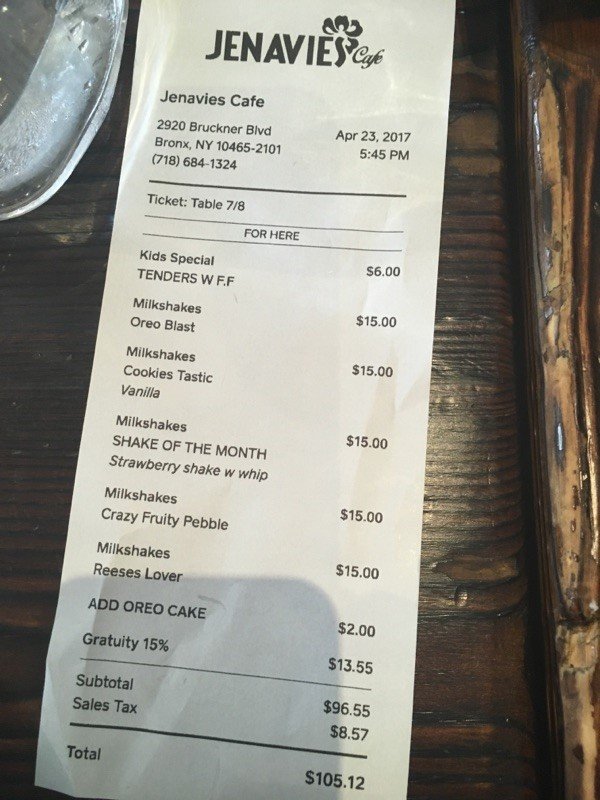 JENAVIES Cafe
Jenavies Cafe
2920 Bruckner Blvd
Bronx, NY 10465-2101
(718) 684-1324
Apr 23, 2017
5:45 PM
Ticket: Table 7/8
FOR HERE
Kids Special
TENDERS W F.F $6.00
Milkshakes
Oreo Blast $15.00
Milkshakes
Cookies Tastic $15.00
Vanilla
Milkshakes
SHAKE OF THE MONTH $15.00
Strawberry shake w whip
Milkshakes
Crazy Fruity Pebble $15.00
Milkshakes
Reeses Lover $15.00
ADD OREO CAKE $2.00
Gratuity 15% $13.55
Subtotal $96.55
Sales Tax $8.57
Total $105.12